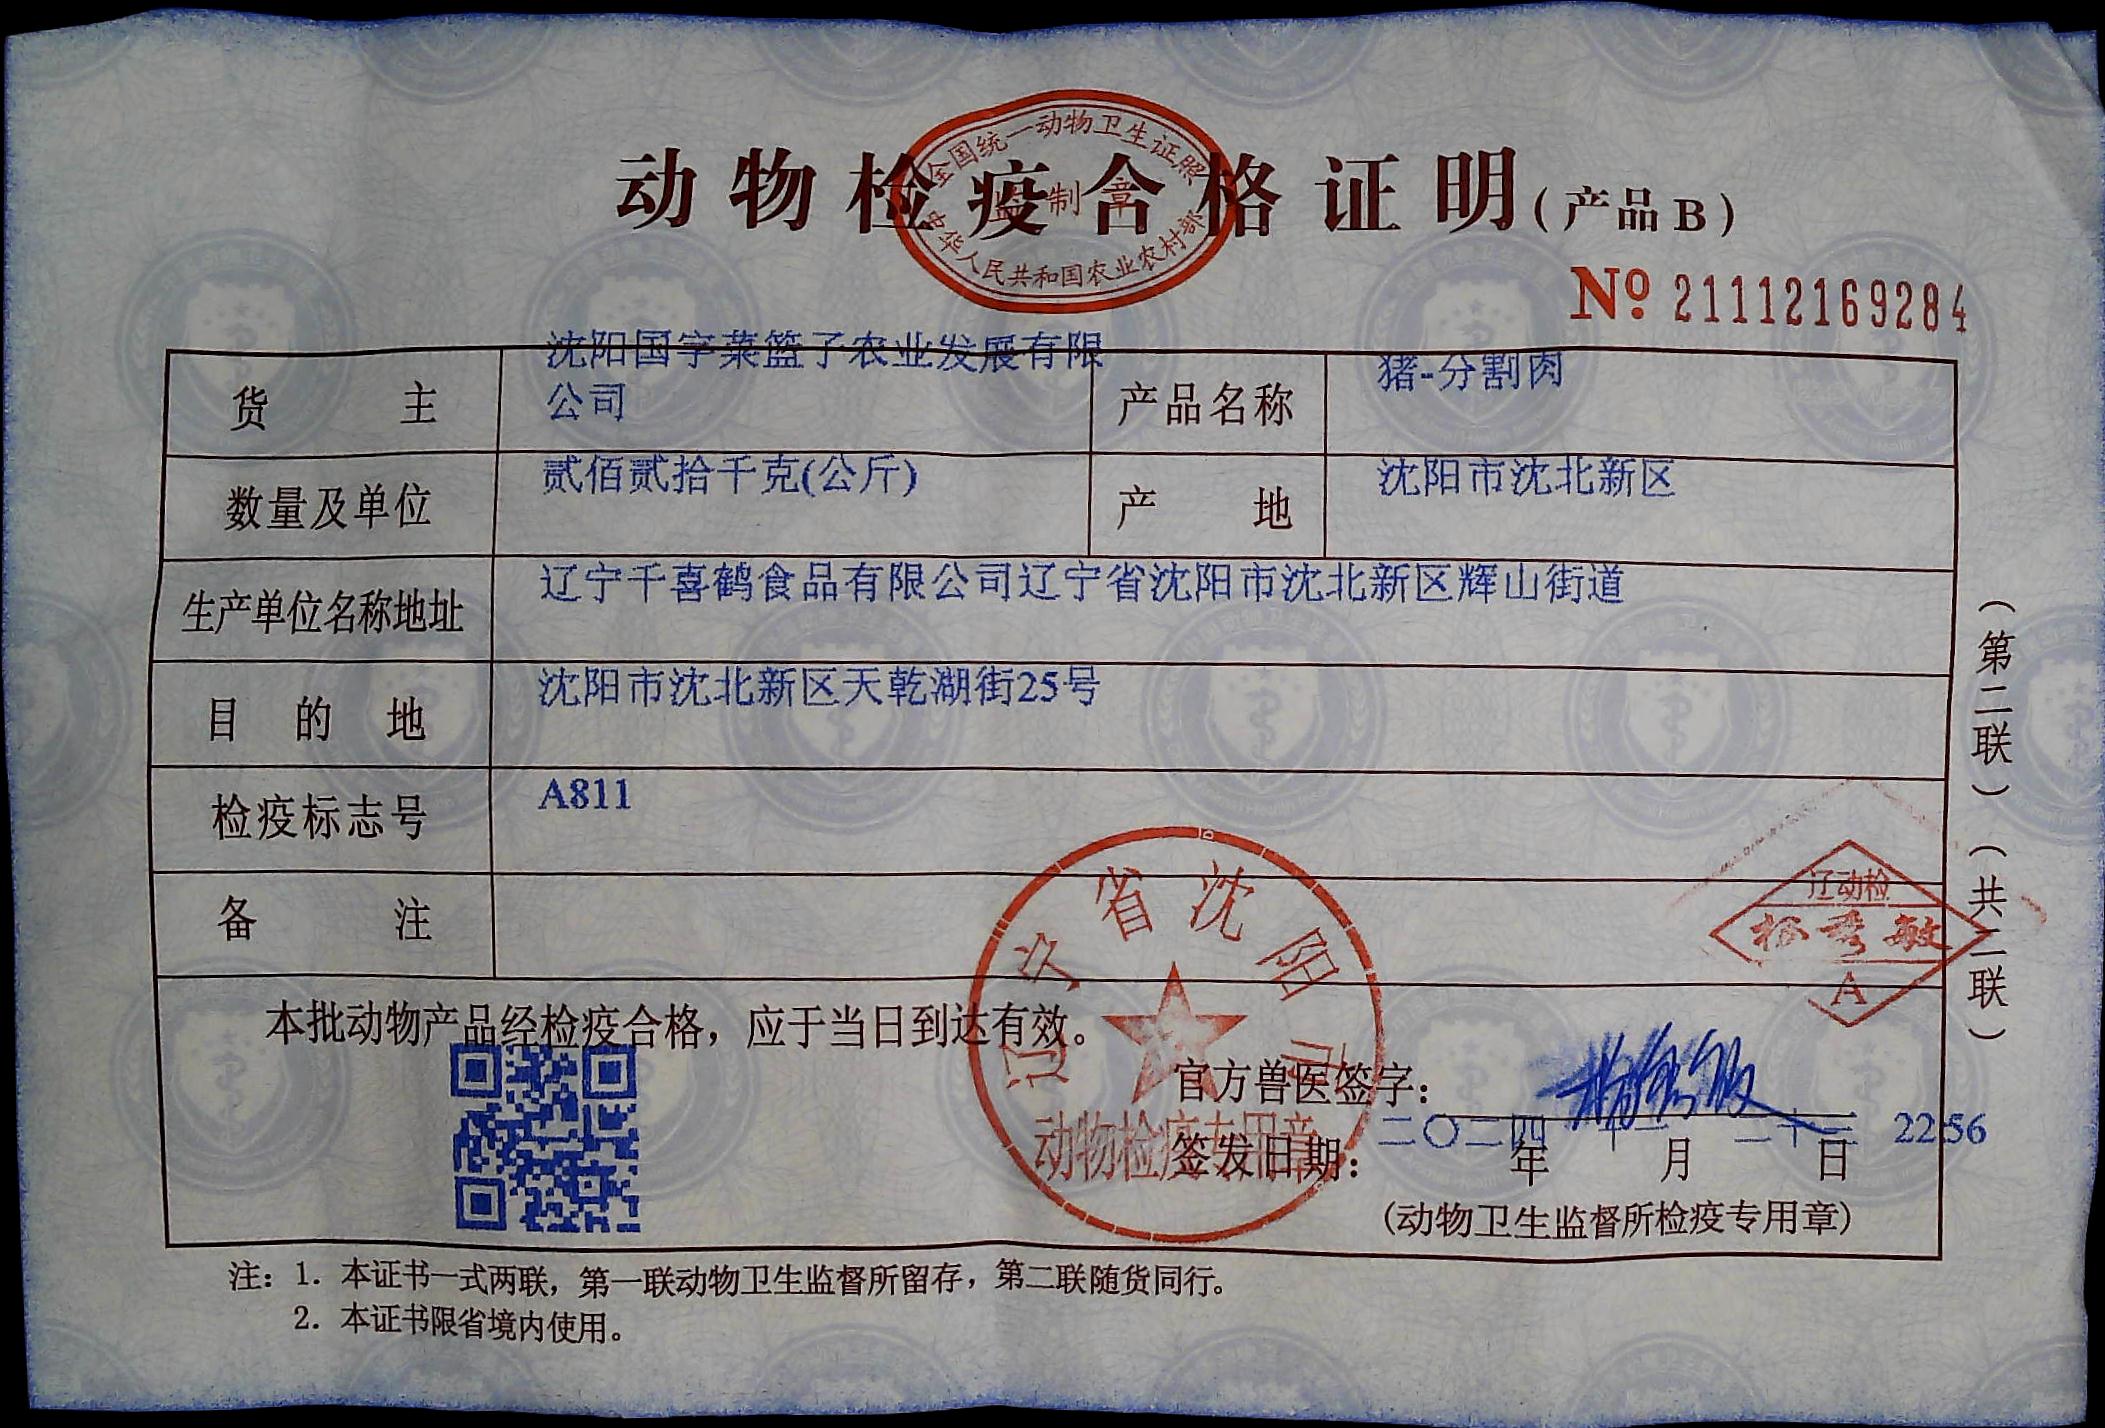 动物检疫合格证明(产品B)
全国统一动物卫生证照
监制章
中华人民共和国农业农村部
№ 21112169284
货主 沈阳国字菜篮子农业发展有限公司 产品名称 猪-分割肉
数量及单位 贰佰贰拾千克(公斤) 产地 沈阳市沈北新区
生产单位名称地址 辽宁千喜鹤食品有限公司辽宁省沈阳市沈北新区辉山街道
目的地 沈阳市沈北新区天乾湖街25号
检疫标志号 A811
备注
本批动物产品经检疫合格，应于当日到达有效。
官方兽医签字：
签发日期： 二〇二四 年 月 日 22:56
(动物卫生监督所检疫专用章)
辽宁省沈阳市
动物检疫专用章
辽动检
A
(第二联)(共二联)
注：1. 本证书一式两联，第一联动物卫生监督所留存，第二联随货同行。
2. 本证书限省境内使用。